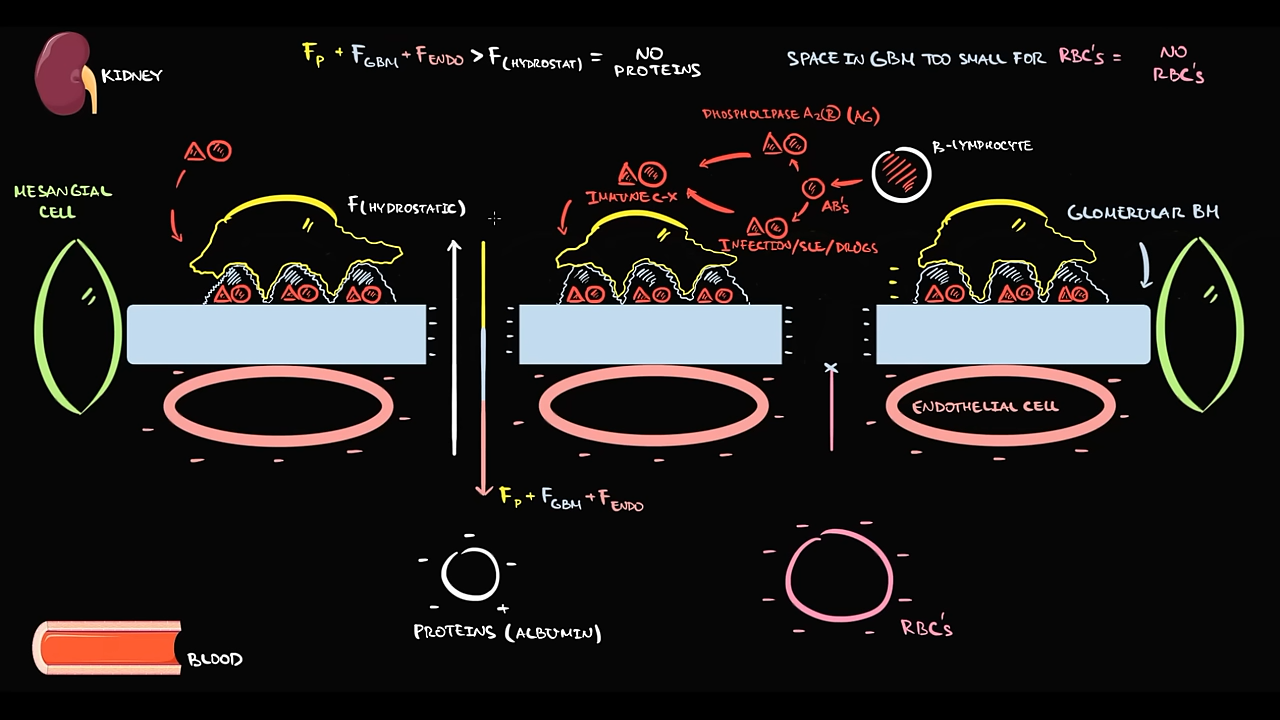 KIDNEY
FP + FGBM + FENDO > F(HYDROSTAT) = NO PROTEINS
SPACE IN GBM TOO SMALL FOR RBC'S = NO RBC'S
PHOSPHOLIPASE A2Ⓡ (AG)
B-LYMPHOCYTE
MESANGIAL
CELL
F(HYDROSTATIC)
IMMUNE C-X
AB'S
INFECTION/SLE/DRUGS
GLOMERULAR BM
ENDOTHELIAL CELL
FP + FGBM + FENDO
PROTEINS (ALBUMIN)
RBC'S
BLOOD